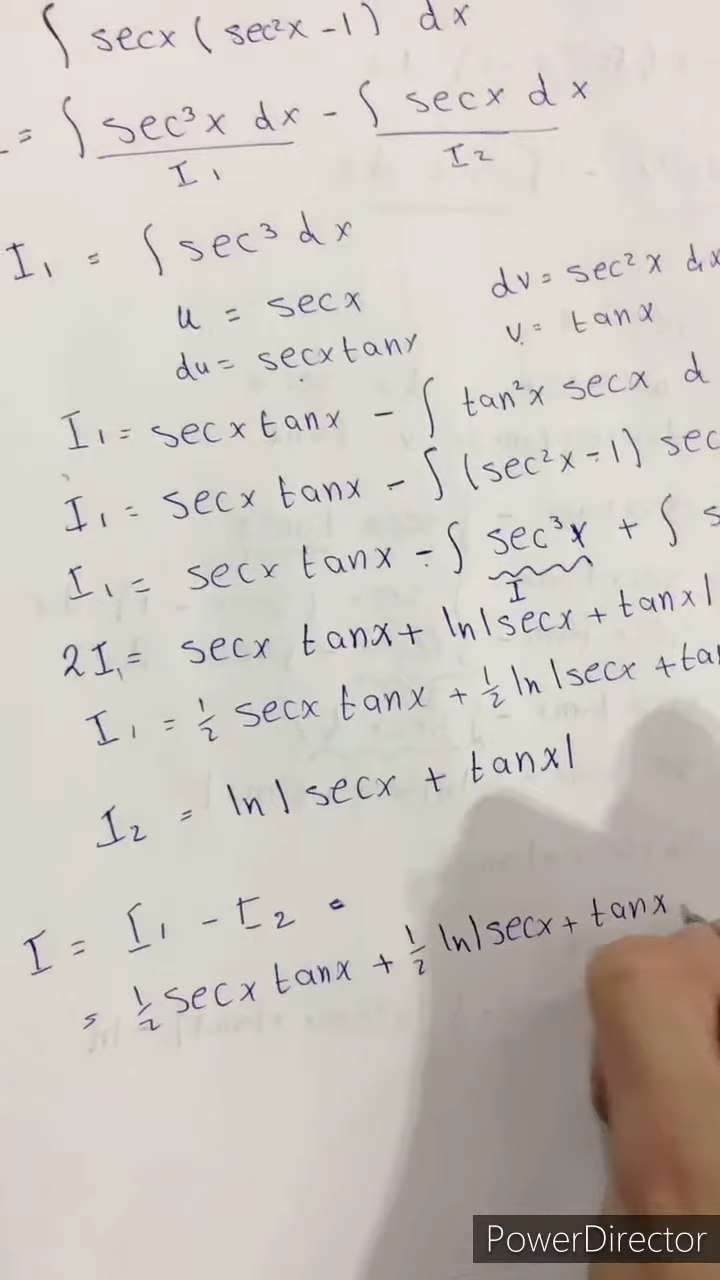 ∫ secx ( sec²x - 1 ) dx
= ∫ sec³x dx - ∫ secx dx
I₁ I₂
I₁ = ∫ sec³ dx
u = secx dv = sec²x dx
du = secxtanx v = tanx
I₁ = secx tanx - ∫ tan²x secx d
I₁ = secx tanx - ∫ (sec²x - 1) sec
I₁ = secx tanx - ∫ sec³x + ∫ s
I
2I₁ = secx tanx + ln|secx + tanx|
I₁ = ½ secx tanx + ½ ln |secx + tan
I₂ = ln| secx + tanx|
I = I₁ - I₂ =
= ½ secx tanx + ½ ln|secx + tanx
PowerDirector